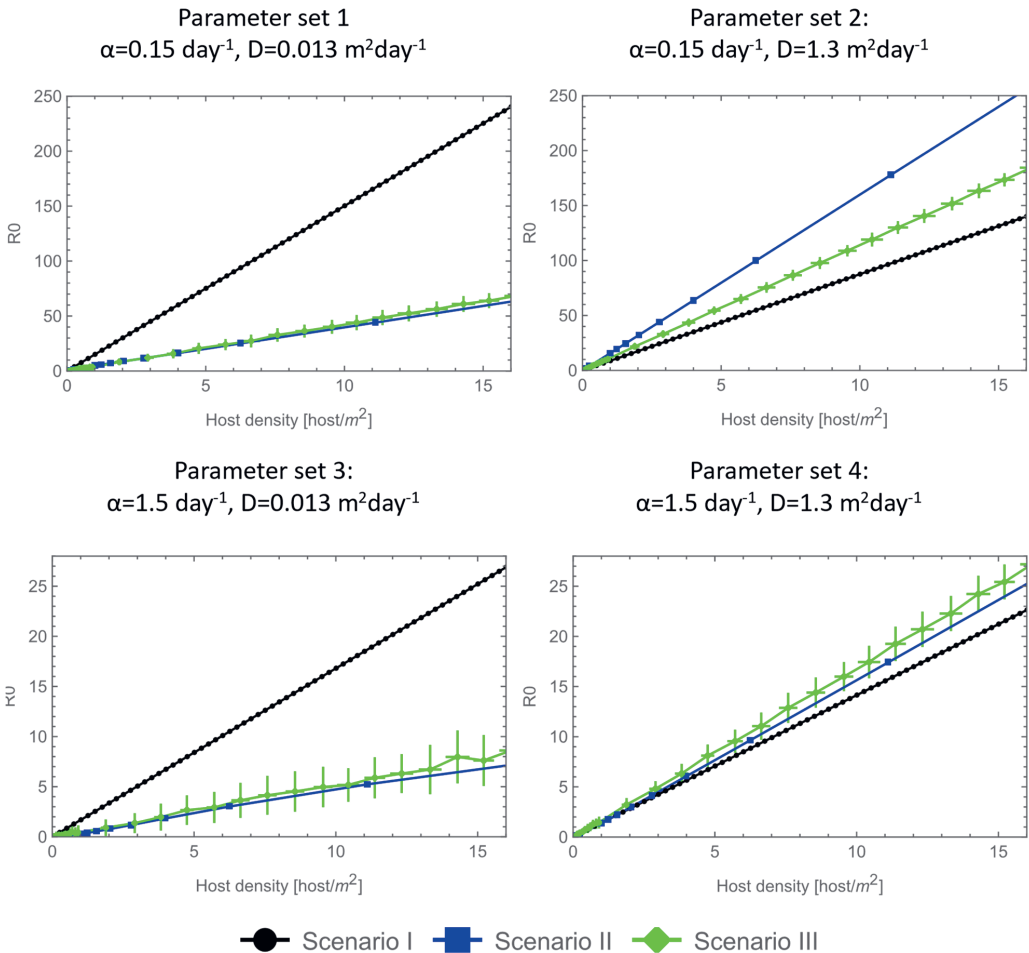 Parameter set 1
α=0.15 day⁻¹, D=0.013 m²day⁻¹
250
200
150
100
50
0
R0
0 5 10 15
Host density [host/m²]
Parameter set 2:
α=0.15 day⁻¹, D=1.3 m²day⁻¹
250
200
150
100
50
0
R0
0 5 10 15
Host density [host/m²]
Parameter set 3:
α=1.5 day⁻¹, D=0.013 m²day⁻¹
25
20
15
10
5
0
R0
0 5 10 15
Host density [host/m²]
Parameter set 4:
α=1.5 day⁻¹, D=1.3 m²day⁻¹
25
20
15
10
5
0
R0
0 5 10 15
Host density [host/m²]
Scenario I Scenario II Scenario III